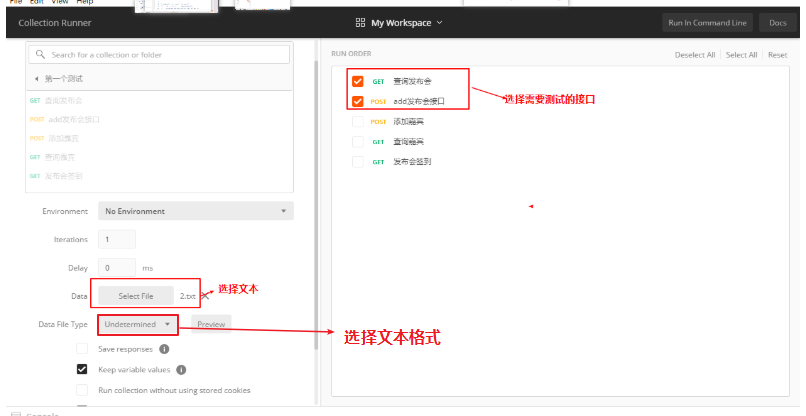 File Edit View Help
Collection Runner
My Workspace
Run In Command Line
Docs
Search for a collection or folder
第一个测试
GET 查询发布会
POST add发布会接口
POST 添加嘉宾
GET 查询嘉宾
GET 发布会签到
Environment No Environment
Iterations 1
Delay 0 ms
Data Select File 2.txt
选择文本
Data File Type Undetermined Preview
选择文本格式
Save responses
Keep variable values
Run collection without using stored cookies
RUN ORDER
Deselect All Select All Reset
GET 查询发布会
POST add发布会接口
选择需要测试的接口
POST 添加嘉宾
GET 查询嘉宾
GET 发布会签到
Console